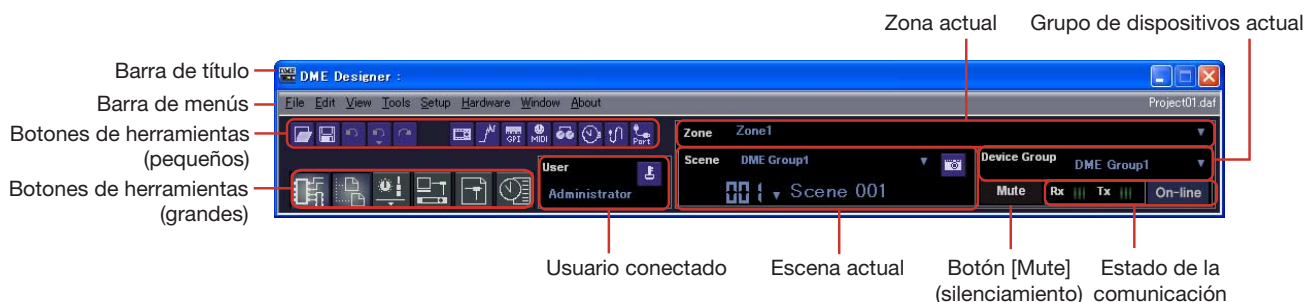 Zona actual
Grupo de dispositivos actual
Barra de título
DME Designer :
Barra de menús
File Edit View Tools Setup Hardware Window About
Project01.daf
Botones de herramientas
(pequeños)
GPI
MIDI
Port
Zone Zone1
Botones de herramientas
(grandes)
User
Administrator
Scene DME Group1
001 Scene 001
Device Group
DME Group1
Mute Rx Tx On-line
Usuario conectado
Escena actual
Botón [Mute]
(silenciamiento)
Estado de la
comunicación